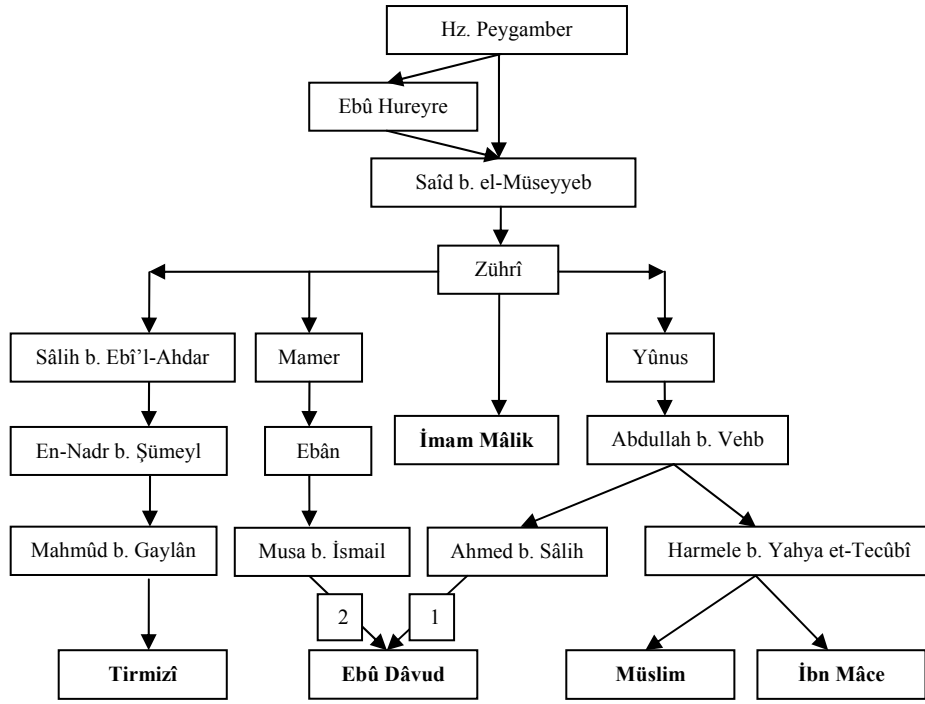 Hz. Peygamber
Ebû Hureyre
Saîd b. el-Müseyyeb
Zührî
Sâlih b. Ebî’l-Ahdar
Mamer
Yûnus
En-Nadr b. Şümeyl
Ebân
İmam Mâlik
Abdullah b. Vehb
Mahmûd b. Gaylân
Musa b. İsmail
Ahmed b. Sâlih
Harmele b. Yahya et-Tecûbî
2
1
Tirmizî
Ebû Dâvud
Müslim
İbn Mâce